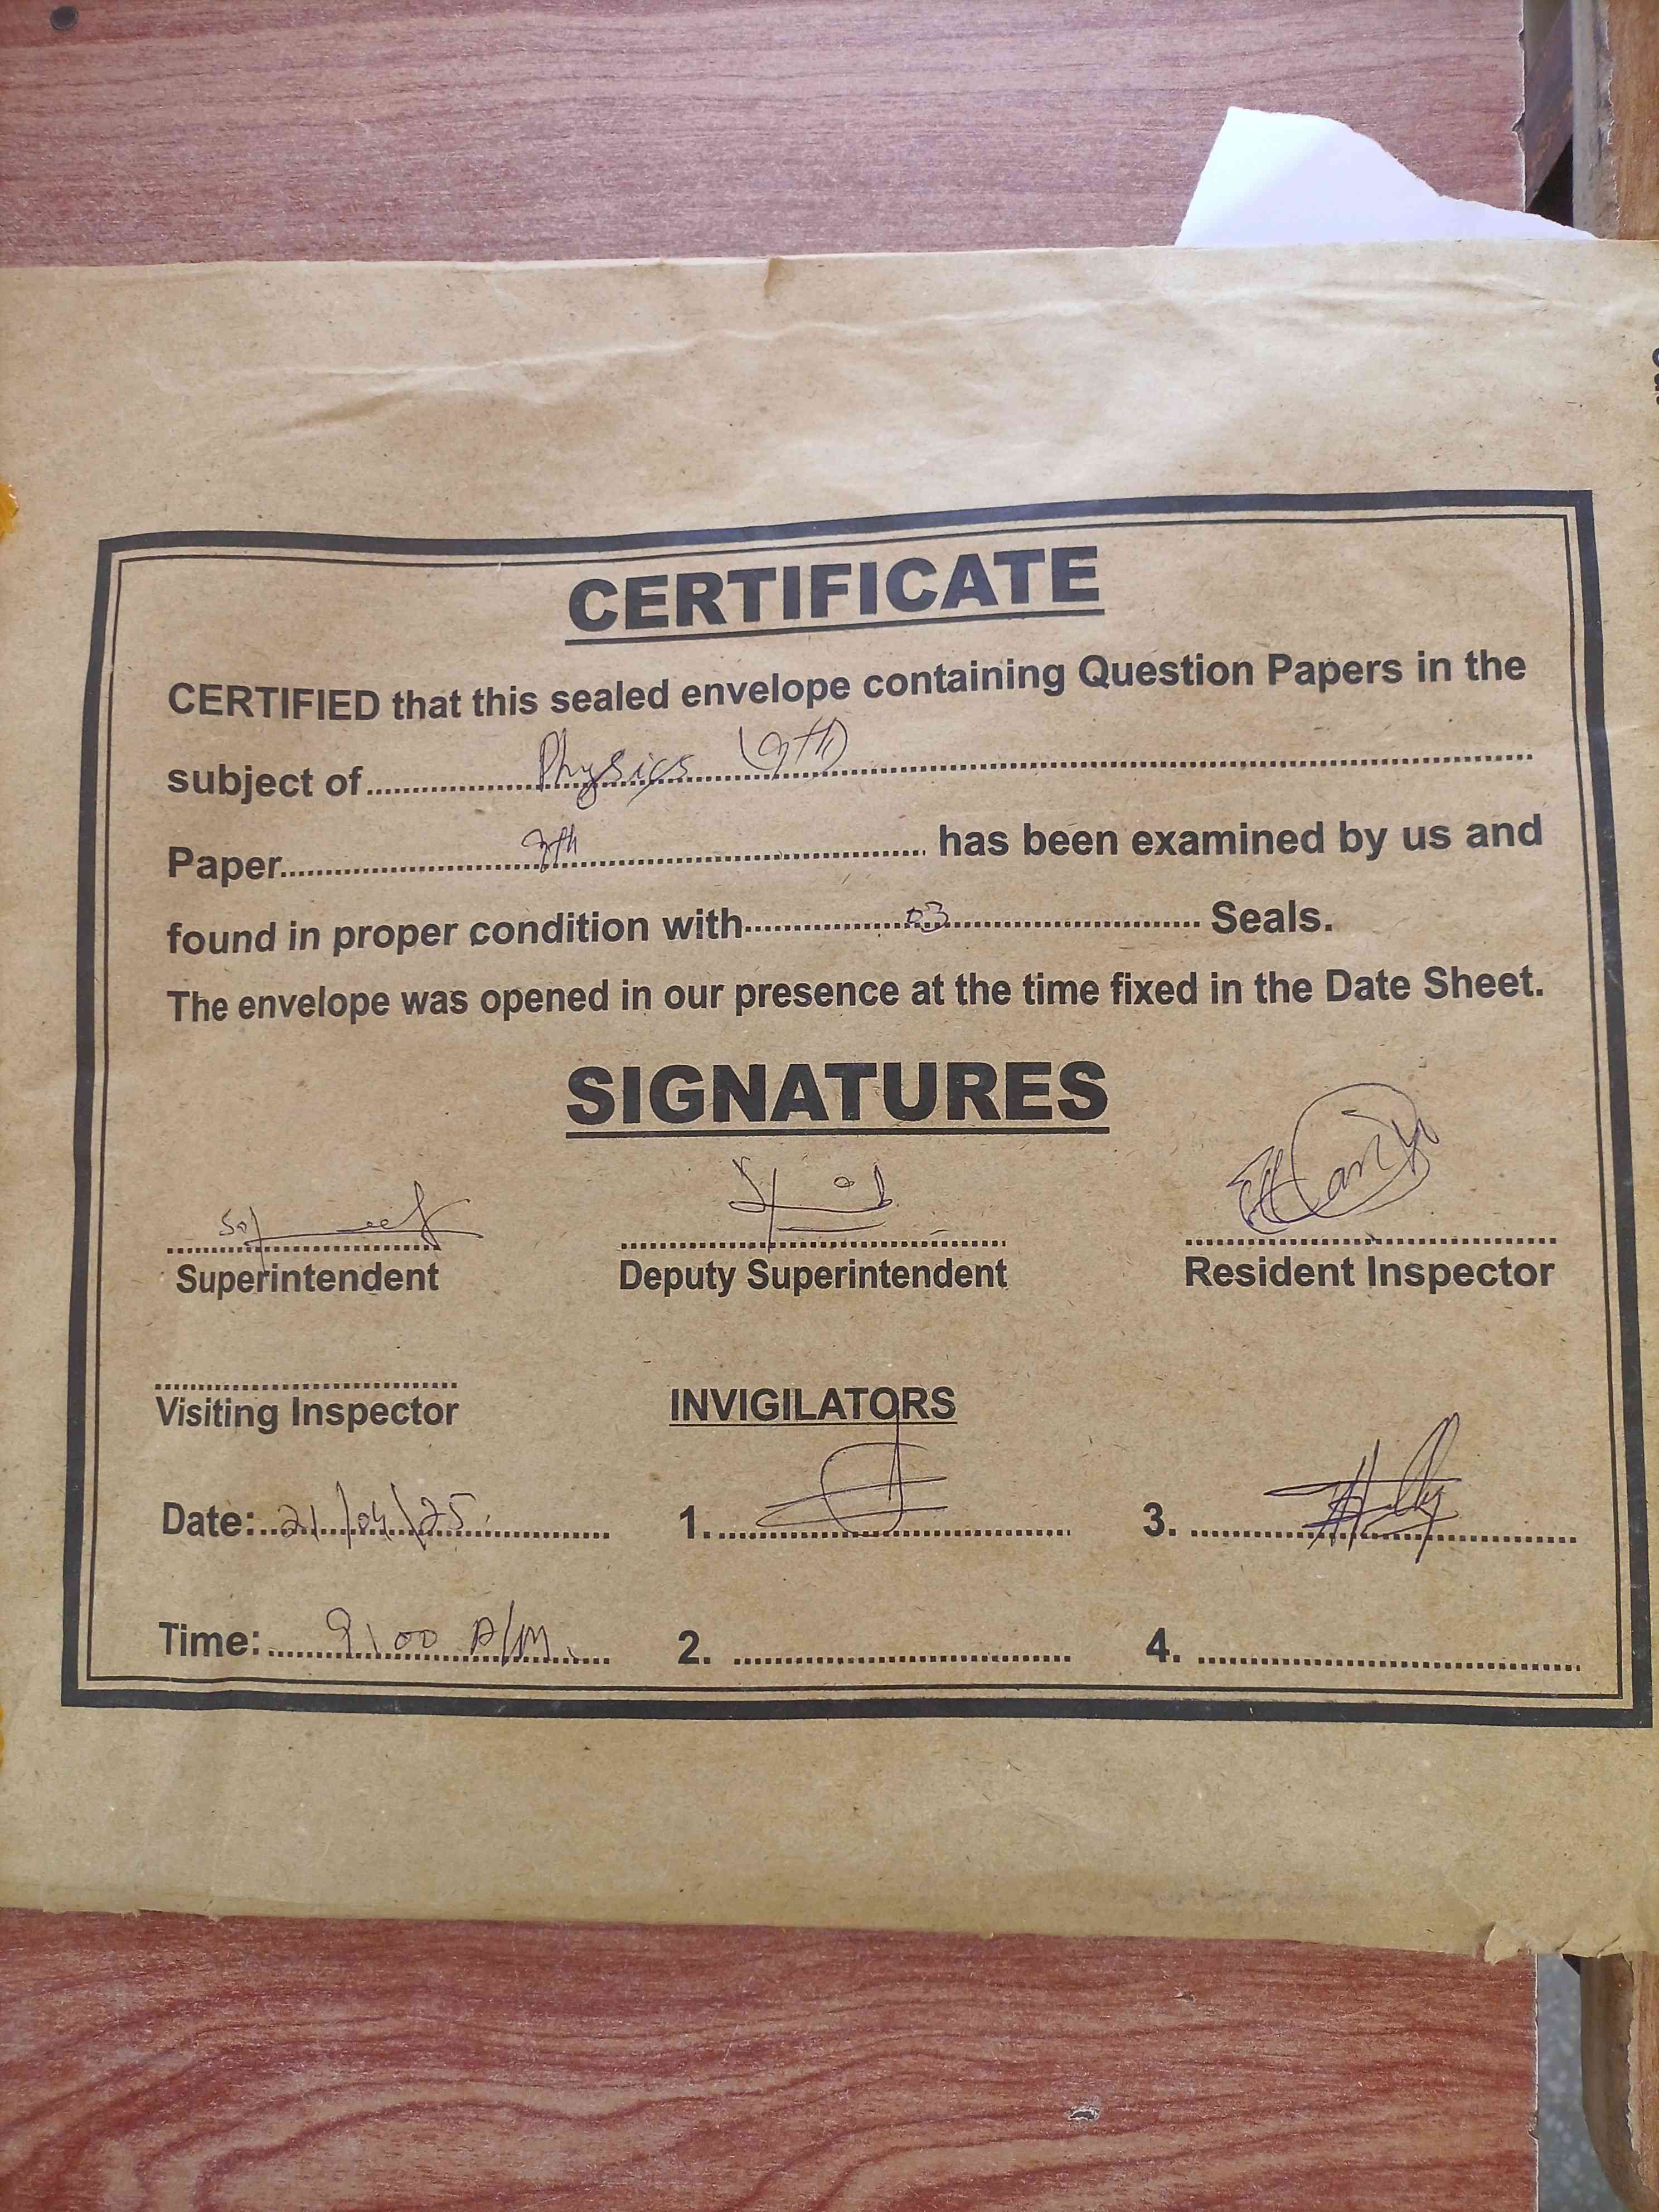 CERTIFICATE
CERTIFIED that this sealed envelope containing Question Papers in the
subject of..........Physics (9th)..........
Paper..........9th.......... has been examined by us and
found in proper condition with..........03.......... Seals.
The envelope was opened in our presence at the time fixed in the Date Sheet.
SIGNATURES
Superintendent Deputy Superintendent Resident Inspector
Visiting Inspector INVIGILATORS
Date:..21/04/25.......... 1........... 3. ..........
Time:......9:00 A/M....... 2. .......... 4. ..........